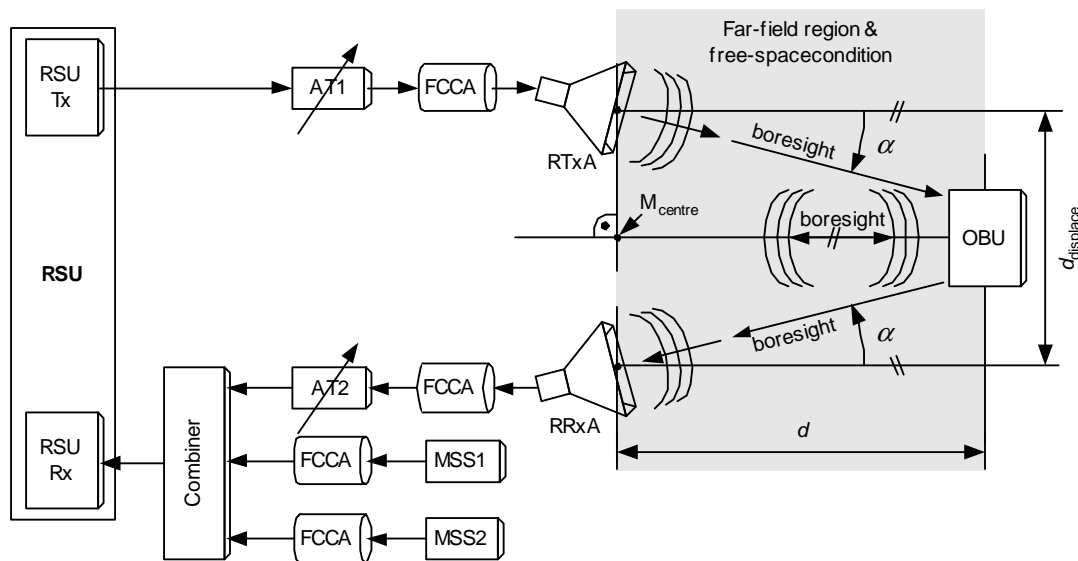 Far-field region &
free-spacecondition
RSU
Tx
AT1
FCCA
RTxA
boresight
α
M centre
boresight
OBU
d displace
RSU
boresight
α
AT2
FCCA
RRxA
d
RSU
Rx
Combiner
FCCA
MSS1
FCCA
MSS2